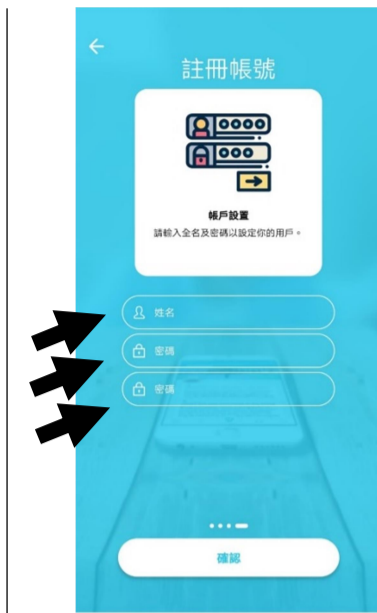 註冊帳號
帳戶設置
請輸入全名及密碼以設定你的用戶。
姓名
密碼
密碼
確認